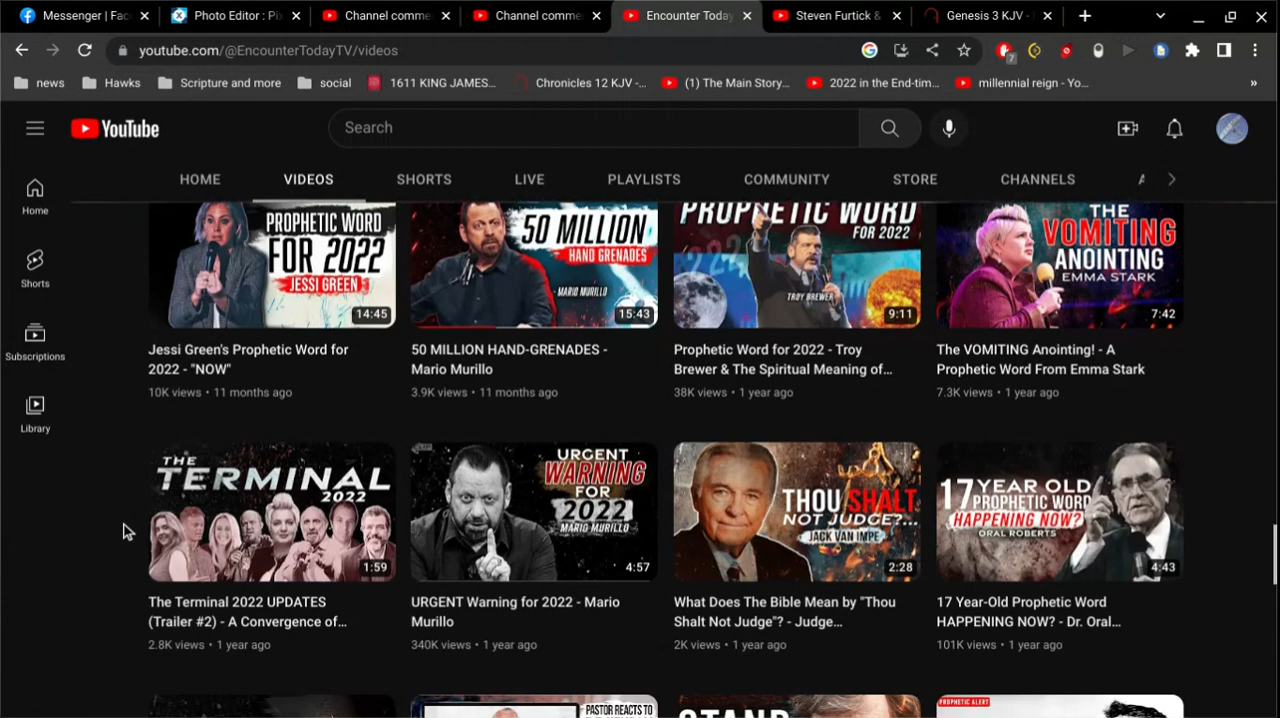 Messenger | Fac
Photo Editor : Pix
Channel comme
Channel comme
Encounter Today
Steven Furtick &
Genesis 3 KJV -
youtube.com/@EncounterTodayTV/videos
7
news
Hawks
Scripture and more
social
1611 KING JAMES...
Chronicles 12 KJV -...
(1) The Main Story...
2022 in the End-tim...
millennial reign - Yo...
»
YouTube
Search
HOME
VIDEOS
SHORTS
LIVE
PLAYLISTS
COMMUNITY
STORE
CHANNELS
Home
Shorts
Subscriptions
Library
PROPHETIC WORD
FOR 2022
JESSI GREEN
14:45
50 MILLION
HAND GRENADES
- MARIO MURILLO
15:43
PROPHETIC WORD
FOR 2022
TROY BREWER
9:11
THE
VOMITING
ANOINTING
EMMA STARK
7:42
Jessi Green's Prophetic Word for
2022 - "NOW"
10K views • 11 months ago
50 MILLION HAND-GRENADES -
Mario Murillo
3.9K views • 11 months ago
Prophetic Word for 2022 - Troy
Brewer & The Spiritual Meaning of...
38K views • 1 year ago
The VOMITING Anointing! - A
Prophetic Word From Emma Stark
7.3K views • 1 year ago
THE
TERMINAL
2022
1:59
URGENT
WARNING
FOR
2022
MARIO MURILLO
4:57
THOU SHALT
NOT JUDGE?...
JACK VAN IMPE
2:28
17 YEAR OLD
PROPHETIC WORD
HAPPENING NOW?
ORAL ROBERTS
4:43
The Terminal 2022 UPDATES
(Trailer #2) - A Convergence of...
2.8K views • 1 year ago
URGENT Warning for 2022 - Mario
Murillo
340K views • 1 year ago
What Does The Bible Mean by "Thou
Shalt Not Judge"? - Judge...
2K views • 1 year ago
17 Year-Old Prophetic Word
HAPPENING NOW? - Dr. Oral...
101K views • 1 year ago
PASTOR REACTS TO
STAND
PROPHETIC ALERT